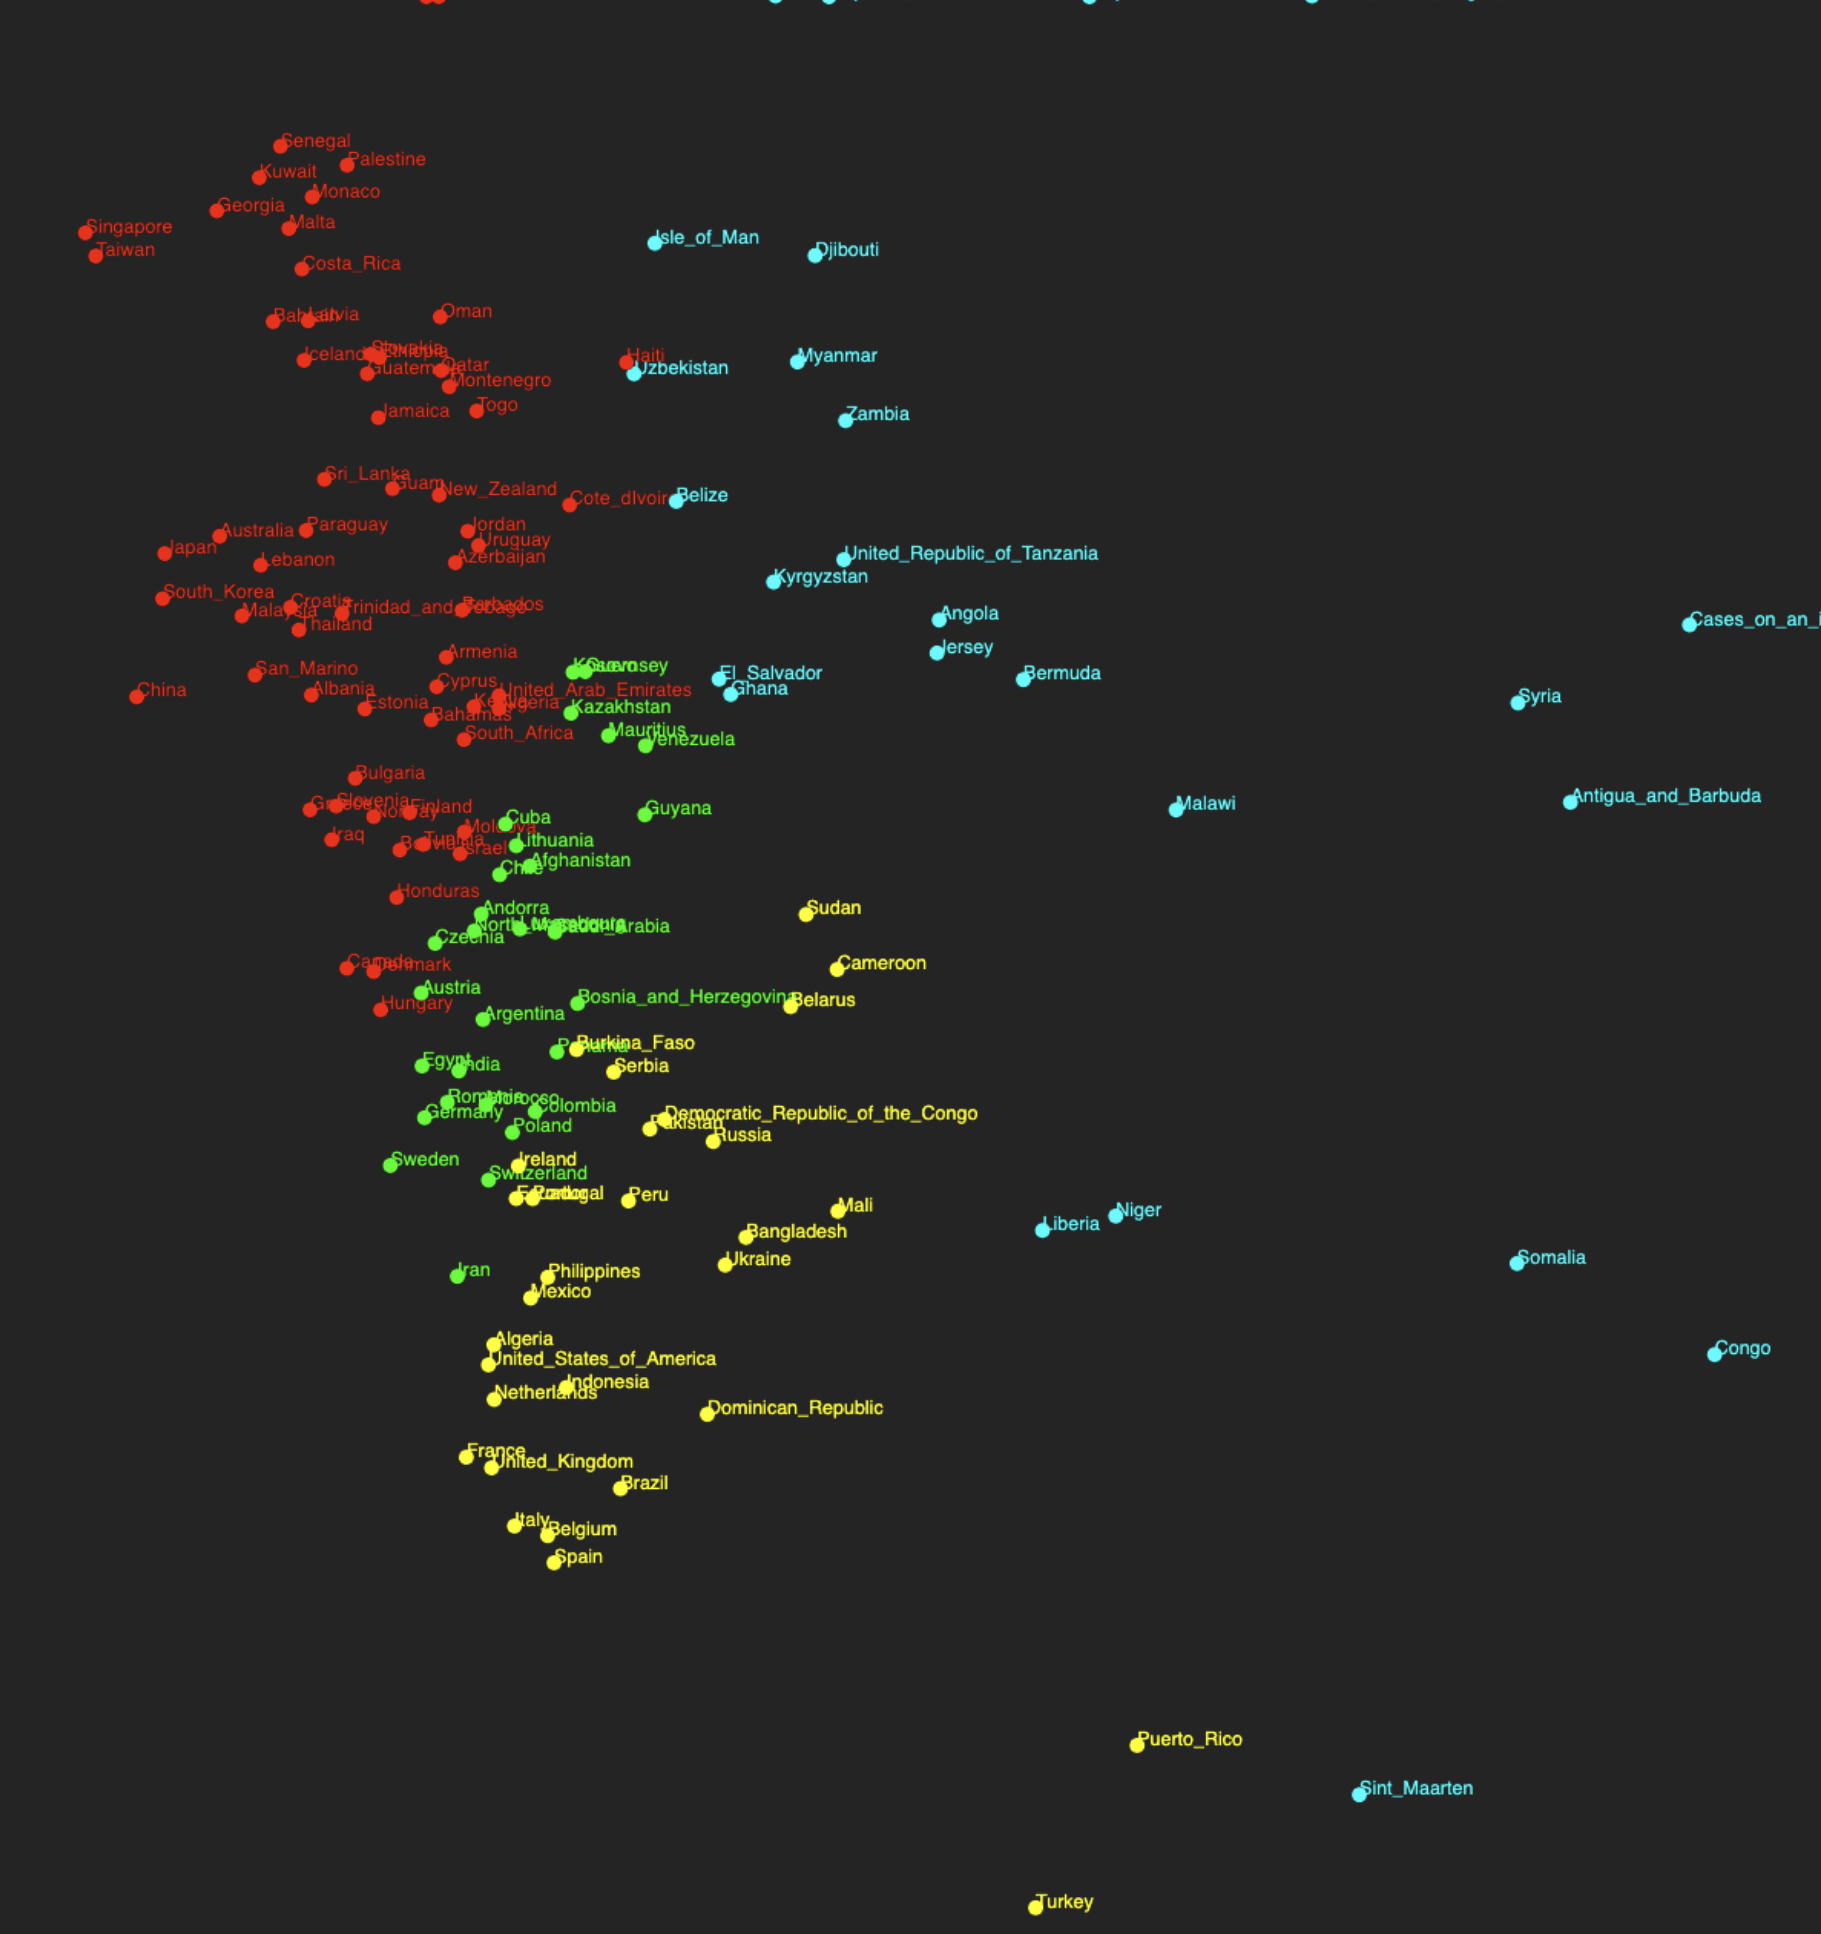 Senegal
Palestine
Kuwait
Monaco
Georgia
Malta
Singapore
Taiwan
Isle_of_Man
Djibouti
Costa_Rica
Oman
Bahrain
Latvia
Slovakia
Ethiopia
Iceland
Haiti
Myanmar
Qatar
Guatemala
Uzbekistan
Montenegro
Togo
Jamaica
Zambia
Sri_Lanka
Guam
New_Zealand
Cote_dIvoire
Belize
Paraguay
Jordan
Australia
Uruguay
Japan
Azerbaijan
United_Republic_of_Tanzania
Lebanon
Kyrgyzstan
South_Korea
Croatia
Malaysia
Trinidad_and_Tobago
Barbados
Thailand
Angola
Cases_on_an_i
Armenia
Jersey
San_Marino
Kosovo
Guernsey
El_Salvador
Bermuda
Cyprus
China
Albania
United_Arab_Emirates
Ghana
Syria
Estonia
Kenya
Nigeria
Kazakhstan
Bahamas
South_Africa
Mauritius
Venezuela
Bulgaria
Greece
Slovenia
Norway
Finland
Guyana
Malawi
Antigua_and_Barbuda
Cuba
Moldova
Iraq
Bolivia
Tunisia
Israel
Lithuania
Afghanistan
Chile
Honduras
Andorra
Sudan
Luxembourg
Saudi_Arabia
Czechia
Canada
Denmark
Cameroon
Austria
Hungary
Bosnia_and_Herzegovina
Belarus
Argentina
Panama
Burkina_Faso
Egypt
India
Serbia
Romania
Morocco
Germany
Colombia
Democratic_Republic_of_the_Congo
Pakistan
Poland
Russia
Sweden
Ireland
Switzerland
Ecuador
Portugal
Peru
Mali
Niger
Liberia
Bangladesh
Ukraine
Somalia
Iran
Philippines
Mexico
Algeria
United_States_of_America
Congo
Indonesia
Netherlands
Dominican_Republic
France
United_Kingdom
Brazil
Italy
Belgium
Spain
Puerto_Rico
Sint_Maarten
Turkey